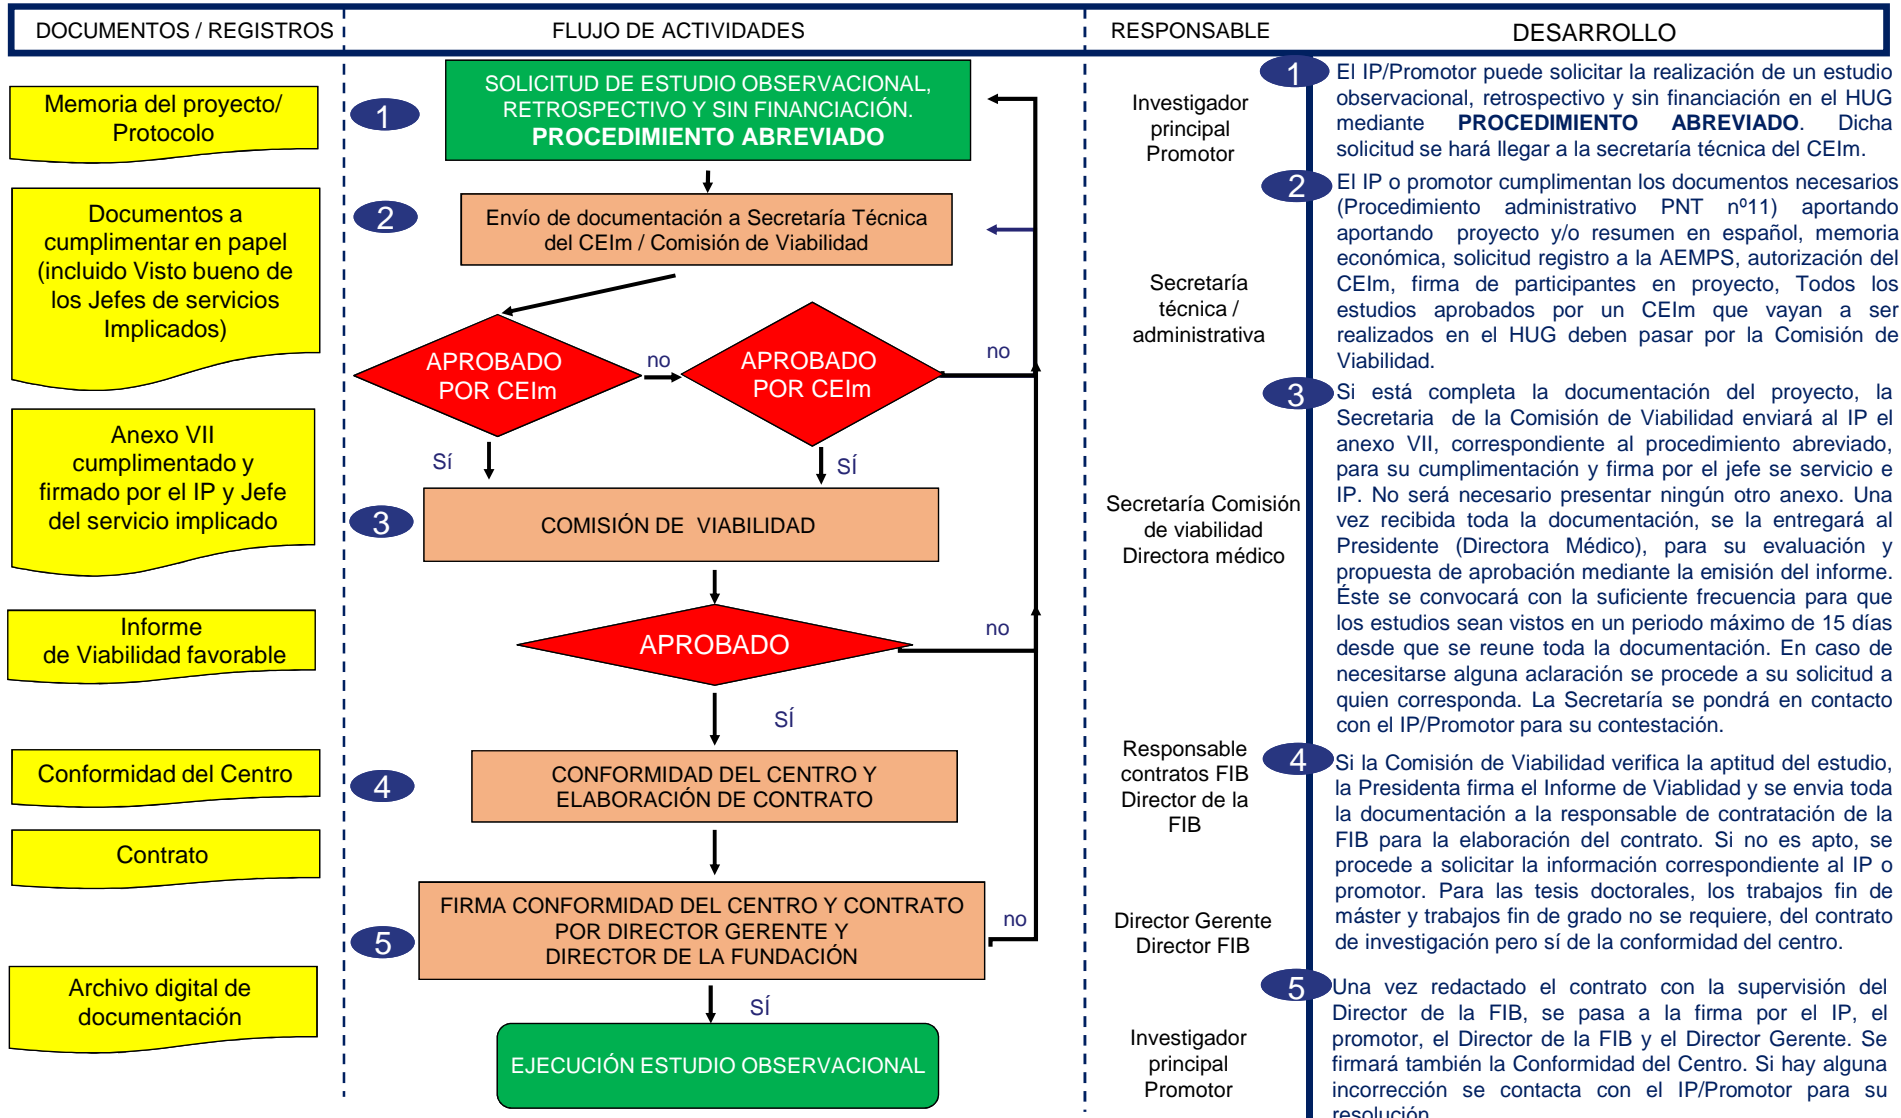 DOCUMENTOS / REGISTROS
FLUJO DE ACTIVIDADES
RESPONSABLE
DESARROLLO
Memoria del proyecto/
Protocolo
Documentos a
cumplimentar en papel
(incluido Visto bueno de
los Jefes de servicios
Implicados)
Anexo VII
cumplimentado y
firmado por el IP y Jefe
del servicio implicado
Informe
de Viabilidad favorable
Conformidad del Centro
Contrato
Archivo digital de
documentación
1
SOLICITUD DE ESTUDIO OBSERVACIONAL,
RETROSPECTIVO Y SIN FINANCIACIÓN.
PROCEDIMIENTO ABREVIADO
2
Envío de documentación a Secretaría Técnica
del CEIm / Comisión de Viabilidad
APROBADO
POR CEIm
no
APROBADO
POR CEIm
no
Sí
SÍ
3
COMISIÓN DE VIABILIDAD
APROBADO
no
SÍ
4
CONFORMIDAD DEL CENTRO Y
ELABORACIÓN DE CONTRATO
5
FIRMA CONFORMIDAD DEL CENTRO Y CONTRATO
POR DIRECTOR GERENTE Y
DIRECTOR DE LA FUNDACIÓN
no
SÍ
EJECUCIÓN ESTUDIO OBSERVACIONAL
Investigador
principal
Promotor
Secretaría
técnica /
administrativa
Secretaría Comisión
de viabilidad
Directora médico
Responsable
contratos FIB
Director de la
FIB
Director Gerente
Director FIB
Investigador
principal
Promotor
1
El IP/Promotor puede solicitar la realización de un estudio
observacional, retrospectivo y sin financiación en el HUG
mediante PROCEDIMIENTO ABREVIADO. Dicha
solicitud se hará llegar a la secretaría técnica del CEIm.
2
El IP o promotor cumplimentan los documentos necesarios
(Procedimiento administrativo PNT nº11) aportando
aportando proyecto y/o resumen en español, memoria
económica, solicitud registro a la AEMPS, autorización del
CEIm, firma de participantes en proyecto, Todos los
estudios aprobados por un CEIm que vayan a ser
realizados en el HUG deben pasar por la Comisión de
Viabilidad.
3
Si está completa la documentación del proyecto, la
Secretaria de la Comisión de Viabilidad enviará al IP el
anexo VII, correspondiente al procedimiento abreviado,
para su cumplimentación y firma por el jefe se servicio e
IP. No será necesario presentar ningún otro anexo. Una
vez recibida toda la documentación, se la entregará al
Presidente (Directora Médico), para su evaluación y
propuesta de aprobación mediante la emisión del informe.
Éste se convocará con la suficiente frecuencia para que
los estudios sean vistos en un periodo máximo de 15 días
desde que se reune toda la documentación. En caso de
necesitarse alguna aclaración se procede a su solicitud a
quien corresponda. La Secretaría se pondrá en contacto
con el IP/Promotor para su contestación.
4
Si la Comisión de Viabilidad verifica la aptitud del estudio,
la Presidenta firma el Informe de Viablidad y se envia toda
la documentación a la responsable de contratación de la
FIB para la elaboración del contrato. Si no es apto, se
procede a solicitar la información correspondiente al IP o
promotor. Para las tesis doctorales, los trabajos fin de
máster y trabajos fin de grado no se requiere, del contrato
de investigación pero sí de la conformidad del centro.
5
Una vez redactado el contrato con la supervisión del
Director de la FIB, se pasa a la firma por el IP, el
promotor, el Director de la FIB y el Director Gerente. Se
firmará también la Conformidad del Centro. Si hay alguna
incorrección se contacta con el IP/Promotor para su
resolución